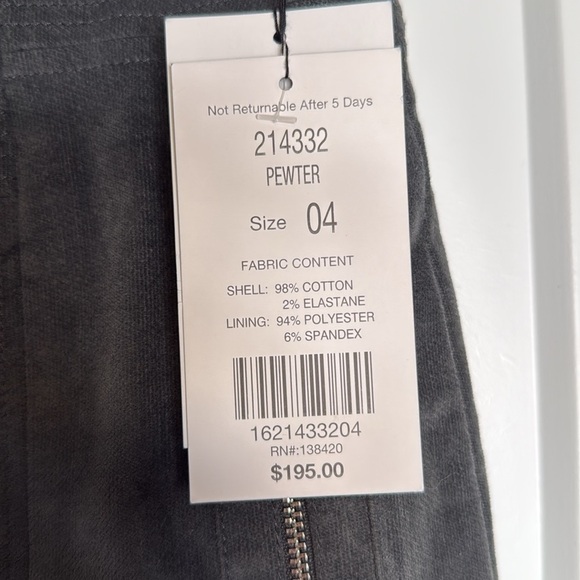 Not Returnable After 5 Days
214332
PEWTER
Size 04
FABRIC CONTENT
SHELL: 98% COTTON
2% ELASTANE
LINING: 94% POLYESTER
6% SPANDEX
1621433204
RN#:138420
$195.00